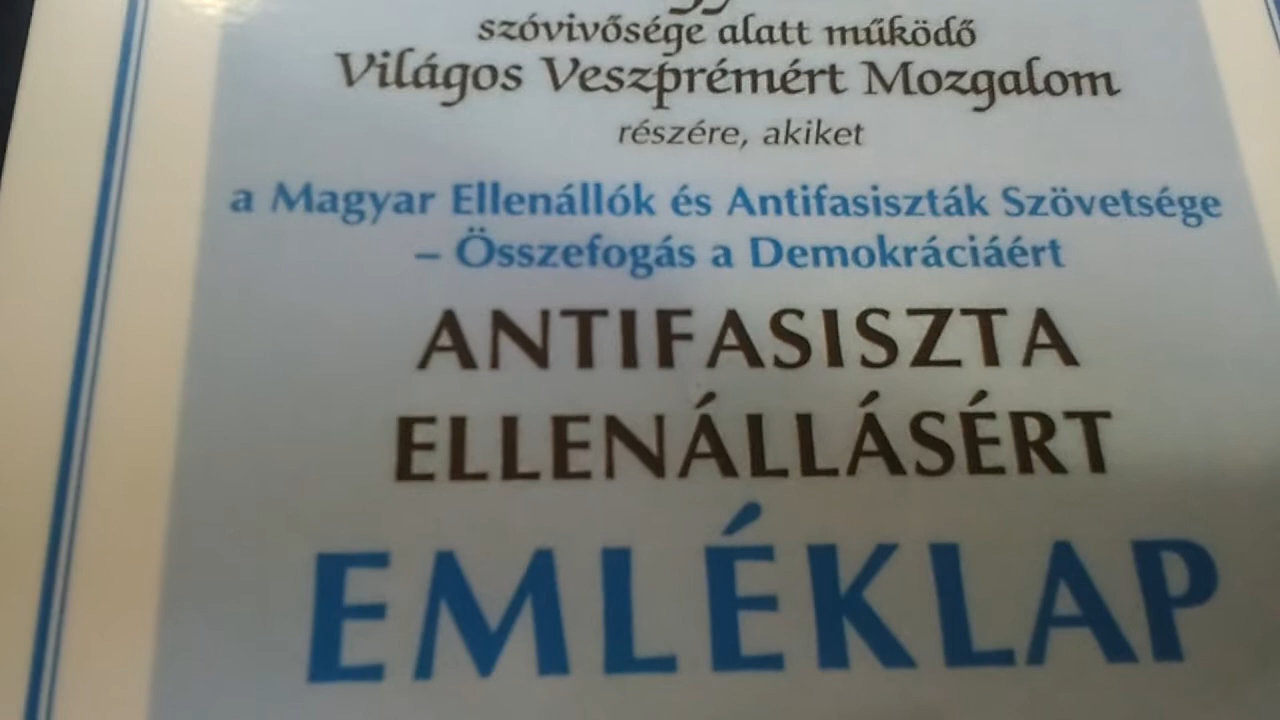 szóvivősége alatt működő
Világos Veszprémért Mozgalom
részére, akiket
a Magyar Ellenállók és Antifasiszták Szövetsége
– Összefogás a Demokráciáért
ANTIFASISZTA
ELLENÁLLÁSÉRT
EMLÉKLAP